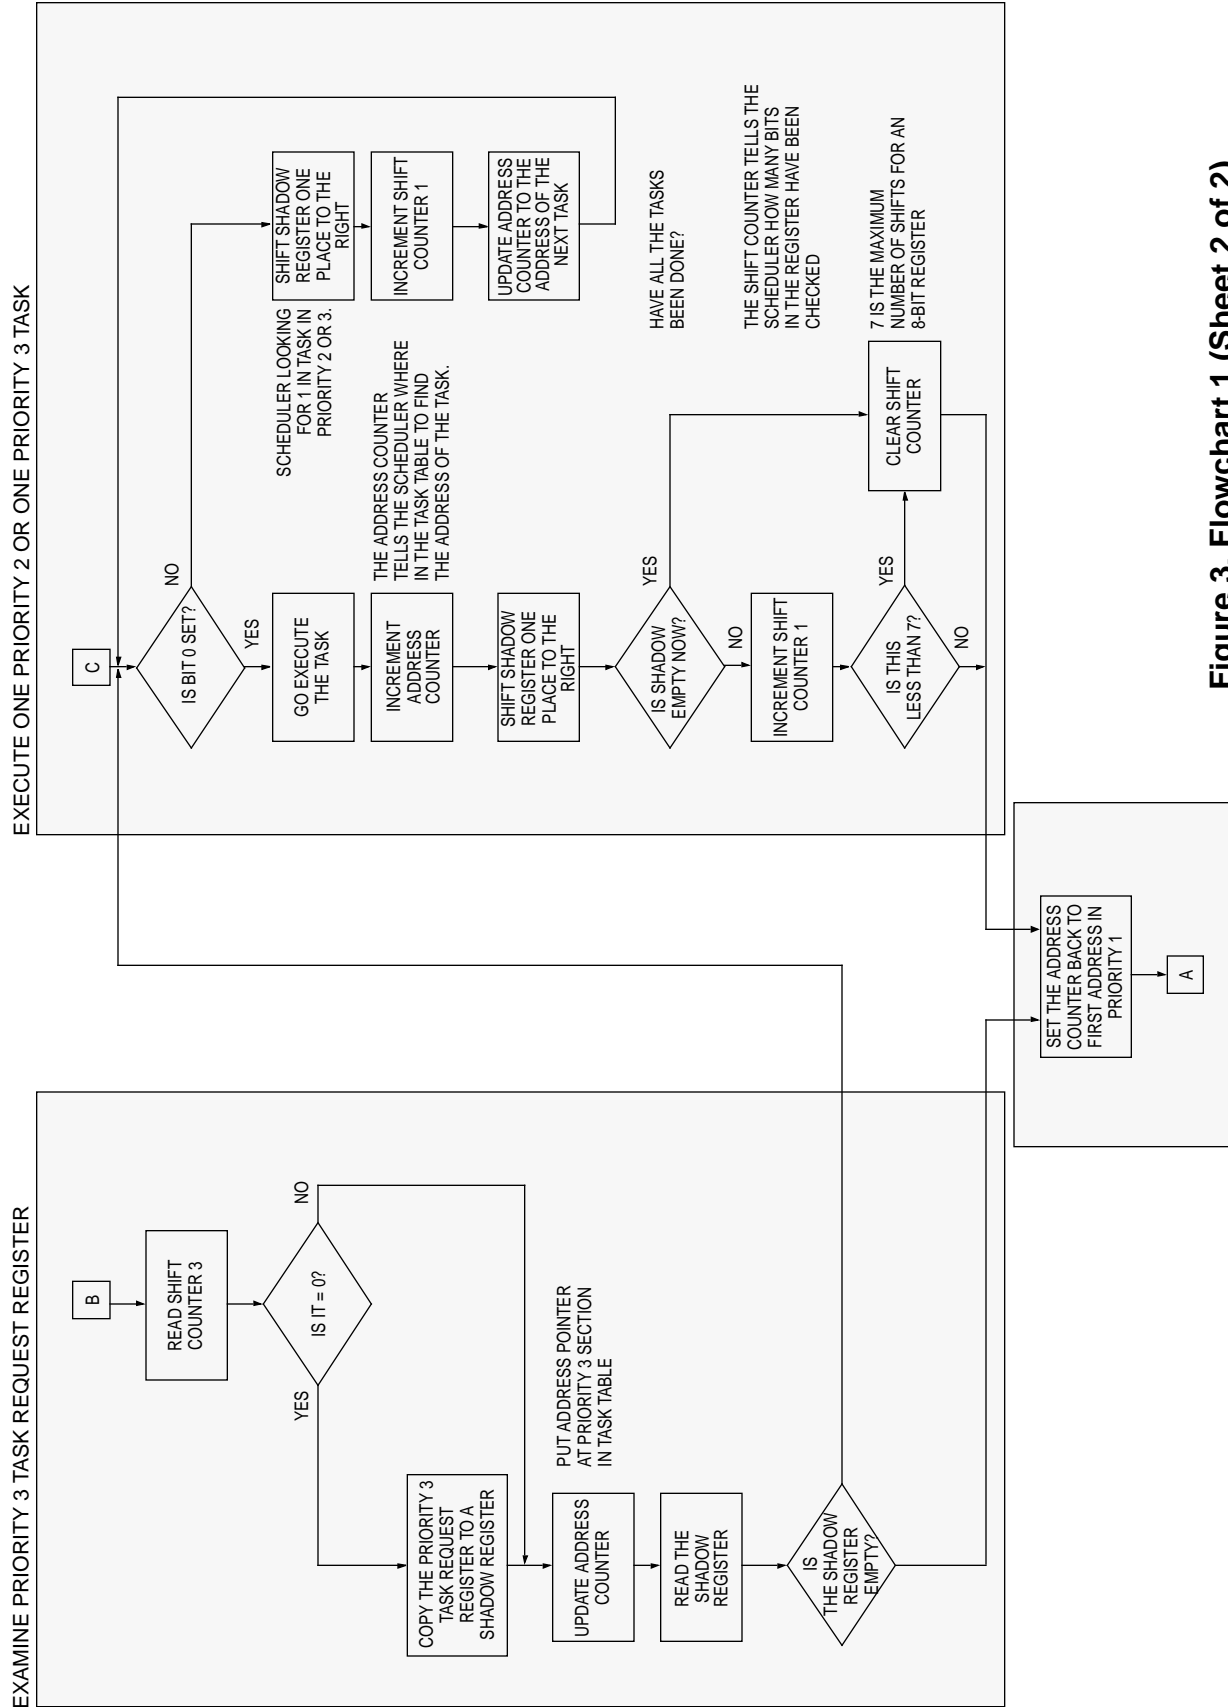 EXAMINE PRIORITY 3 TASK REQUEST REGISTER
B
READ SHIFT
COUNTER 3
IS IT = 0?
YES
NO
COPY THE PRIORITY 3
TASK REQUEST
REGISTER TO A
SHADOW REGISTER
PUT ADDRESS POINTER
AT PRIORITY 3 SECTION
IN TASK TABLE
UPDATE ADDRESS
COUNTER
READ THE
SHADOW
REGISTER
IS
THE SHADOW
REGISTER
EMPTY?
EXECUTE ONE PRIORITY 2 OR ONE PRIORITY 3 TASK
C
IS BIT 0 SET?
NO
YES
SHIFT SHADOW
REGISTER ONE
PLACE TO THE
RIGHT
SCHEDULER LOOKING
FOR 1 IN TASK IN
PRIORITY 2 OR 3.
GO EXECUTE
THE TASK
INCREMENT SHIFT
COUNTER 1
THE ADDRESS COUNTER
TELLS THE SCHEDULER WHERE
IN THE TASK TABLE TO FIND
THE ADDRESS OF THE TASK.
INCREMENT
ADDRESS
COUNTER
UPDATE ADDRESS
COUNTER TO THE
ADDRESS OF THE
NEXT TASK
SHIFT SHADOW
REGISTER ONE
PLACE TO THE
RIGHT
HAVE ALL THE TASKS
BEEN DONE?
IS SHADOW
EMPTY NOW?
YES
NO
THE SHIFT COUNTER TELLS THE
SCHEDULER HOW MANY BITS
IN THE REGISTER HAVE BEEN
CHECKED
INCREMENT SHIFT
COUNTER 1
7 IS THE MAXIMUM
NUMBER OF SHIFTS FOR AN
8-BIT REGISTER
IS THIS
LESS THAN 7?
YES
NO
CLEAR SHIFT
COUNTER
SET THE ADDRESS
COUNTER BACK TO
FIRST ADDRESS IN
PRIORITY 1
A
Figure 3. Flowchart 1 (Sheet 2 of 2)